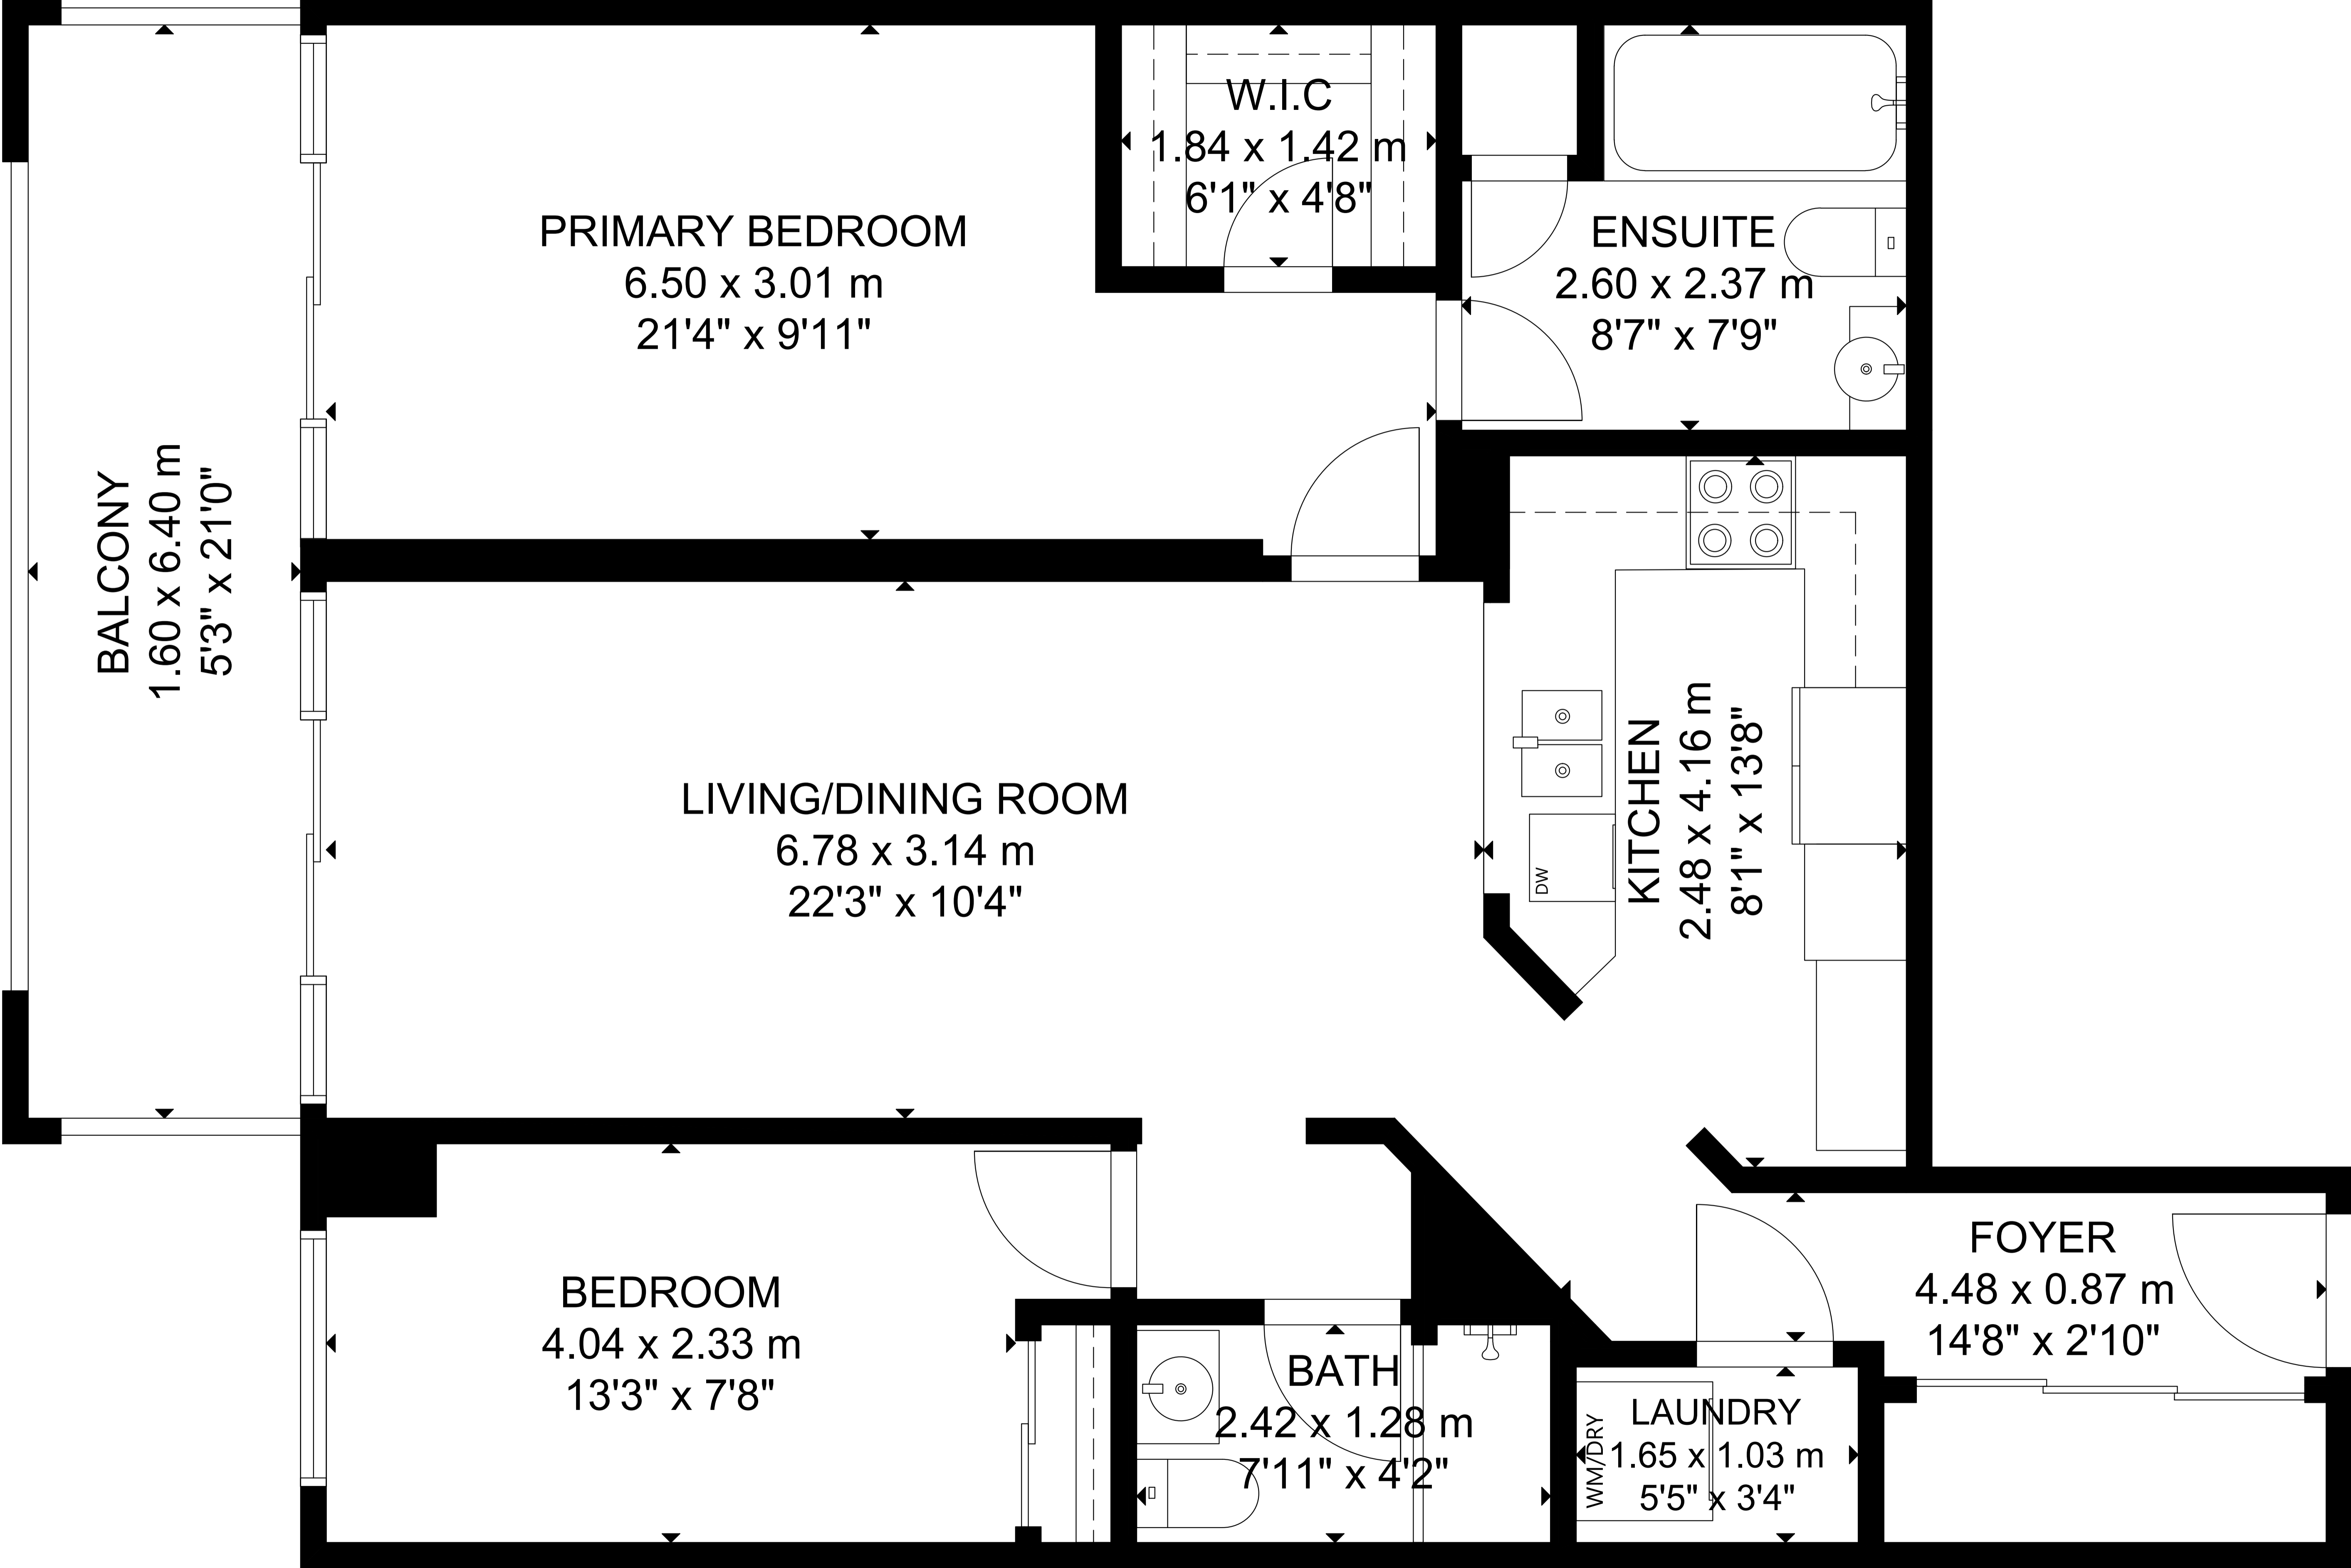 W.I.C
1.84 x 1.42 m
6'1" x 4'8"
PRIMARY BEDROOM
6.50 x 3.01 m
21'4" x 9'11"
ENSUITE
2.60 x 2.37 m
8'7" x 7'9"
BALCONY
1.60 x 6.40 m
5'3" x 21'0"
LIVING/DINING ROOM
6.78 x 3.14 m
22'3" x 10'4"
DW
KITCHEN
2.48 x 4.16 m
8'1" x 13'8"
FOYER
4.48 x 0.87 m
14'8" x 2'10"
BEDROOM
4.04 x 2.33 m
13'3" x 7'8"
BATH
2.42 x 1.28 m
7'11" x 4'2"
WM/DRY
LAUNDRY
1.65 x 1.03 m
5'5" x 3'4"